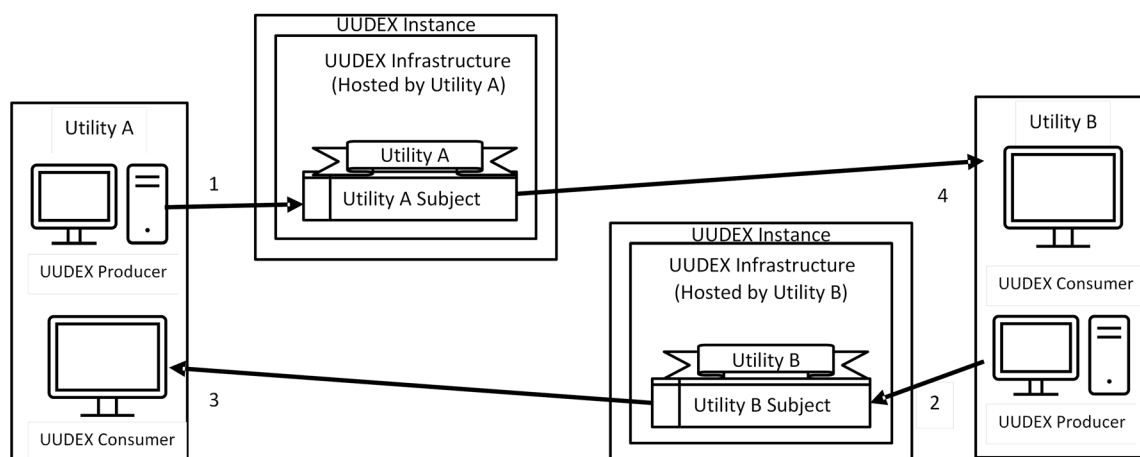 UUDEX Instance
UUDEX Infrastructure
(Hosted by Utility A)
Utility A
Utility A Subject
Utility A
UUDEX Producer
UUDEX Consumer
1
3
4
2
UUDEX Instance
UUDEX Infrastructure
(Hosted by Utility B)
Utility B
Utility B Subject
Utility B
UUDEX Consumer
UUDEX Producer